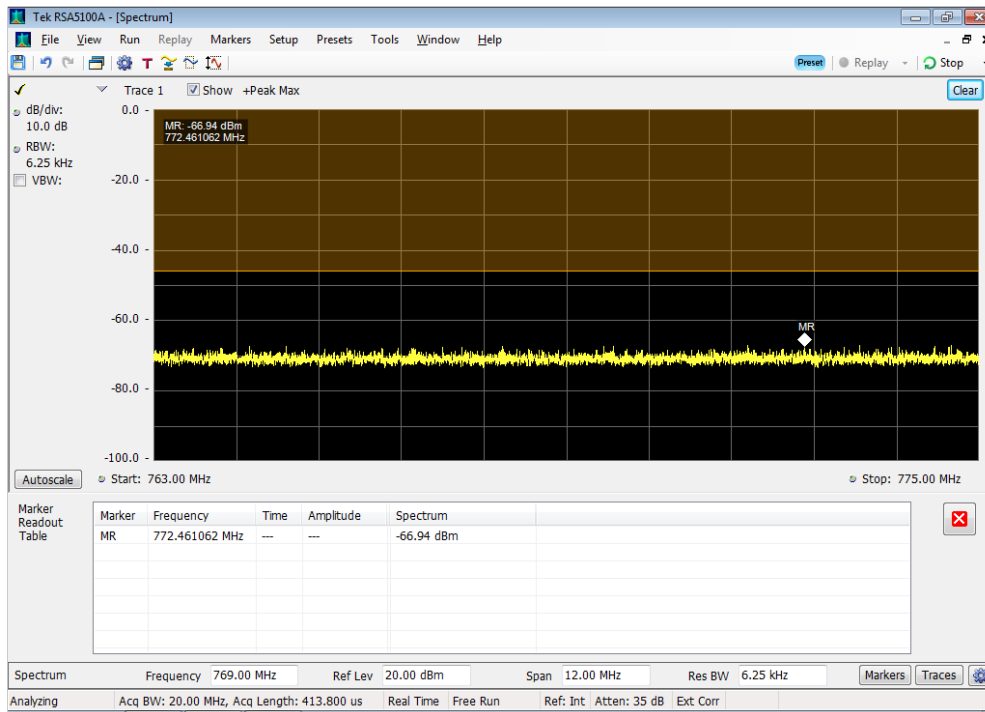 Tek RSA5100A - [Spectrum]
File View Run Replay Markers Setup Presets Tools Window Help
T Preset Replay Stop
Trace 1 Show +Peak Max Clear
dB/div:
10.0 dB
RBW:
6.25 kHz
VBW:
0.0 -
MR: -66.94 dBm
772.461062 MHz
-20.0 -
-40.0 -
-60.0 -
MR
-80.0 -
-100.0 -
Autoscale Start: 763.00 MHz Stop: 775.00 MHz
Marker
Readout
Table
Marker Frequency Time Amplitude Spectrum
MR 772.461062 MHz --- --- -66.94 dBm
Spectrum Frequency 769.00 MHz Ref Lev 20.00 dBm Span 12.00 MHz Res BW 6.25 kHz Markers Traces
Analyzing Acq BW: 20.00 MHz, Acq Length: 413.800 us Real Time Free Run Ref: Int Atten: 35 dB Ext Corr